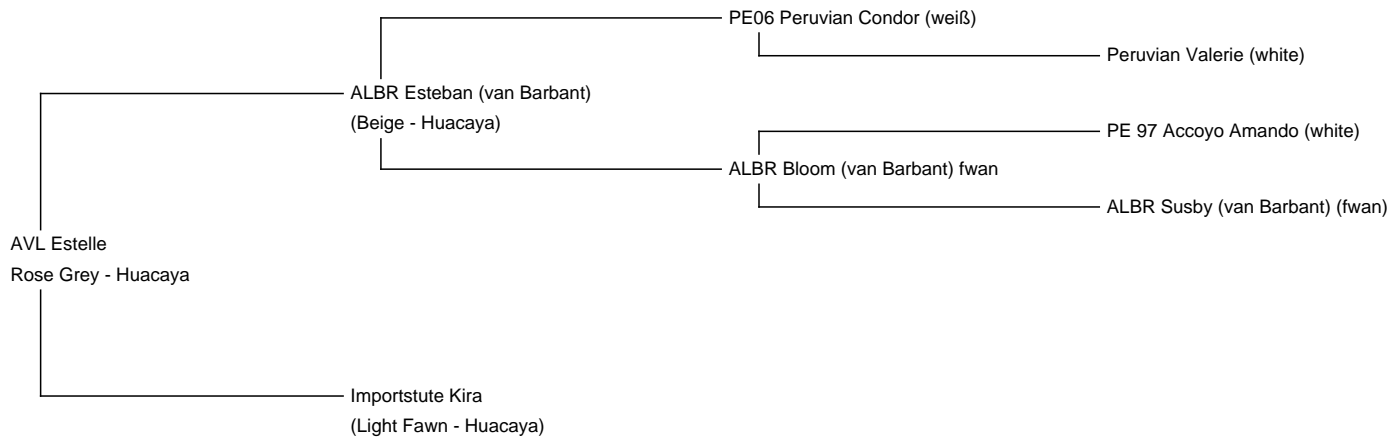 PE06 Peruvian Condor (weiß)
Peruvian Valerie (white)
ALBR Esteban (van Barbant)
(Beige - Huacaya)
PE 97 Accoyo Amando (white)
ALBR Bloom (van Barbant) fwan
ALBR Susby (van Barbant) (fwan)
AVL Estelle
Rose Grey - Huacaya
Importstute Kira
(Light Fawn - Huacaya)